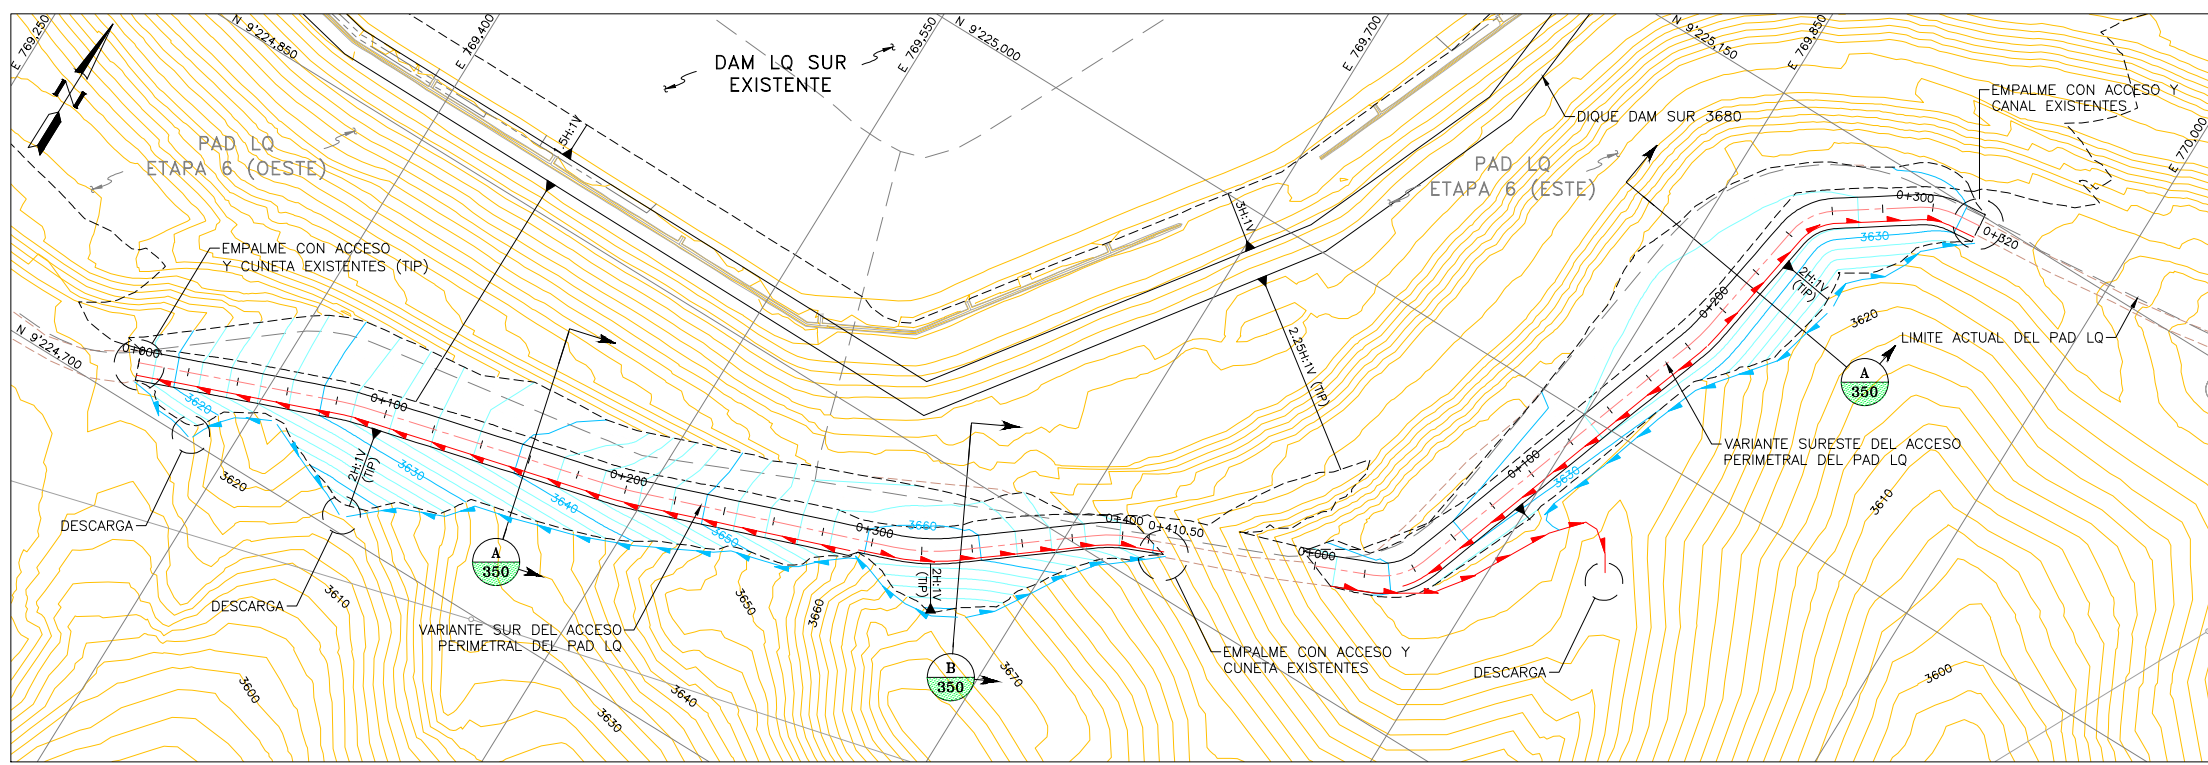 E 769,250
N 9'224,850
E 769,400
E 769,550
N 9'225,000
E 769,700
N 9'225,150
E 769,850
E 770,000
N 9'224,700
N
DAM LQ SUR
EXISTENTE
PAD LQ
ETAPA 6 (OESTE)
1.5H:1V
DIQUE DAM SUR 3680
EMPALME CON ACCESO Y
CANAL EXISTENTES
PAD LQ
ETAPA 6 (ESTE)
3H:1V
EMPALME CON ACCESO
Y CUNETA EXISTENTES (TIP)
0+300
0+320
3630
2H:1V
(TIP)
0+200
3620
LIMITE ACTUAL DEL PAD LQ
2.25H:1V (TIP)
A
350
0+000
3620
0+100
2H:1V
(TIP)
3630
3640
0+200
3650
0+300
3660
0+400
0+410.50
2H:1V
(TIP)
0+000
0+100
3630
VARIANTE SURESTE DEL ACCESO
PERIMETRAL DEL PAD LQ
3610
DESCARGA
3620
DESCARGA
3610
A
350
VARIANTE SUR DEL ACCESO
PERIMETRAL DEL PAD LQ
3650
3660
B
350
3670
EMPALME CON ACCESO Y
CUNETA EXISTENTES
DESCARGA
3600
3600
3630
3640